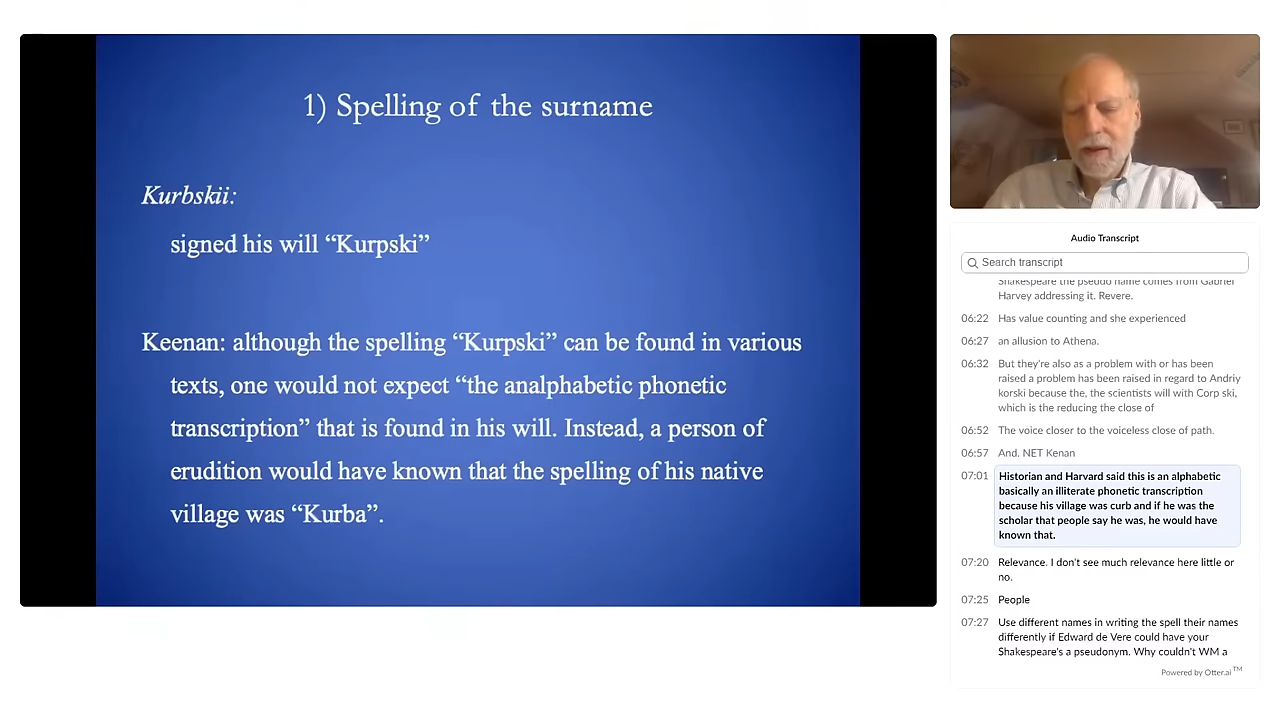 1) Spelling of the surname
Kurbskii:
signed his will “Kurpski”
Keenan: although the spelling “Kurpski” can be found in various
texts, one would not expect “the analphabetic phonetic
transcription” that is found in his will. Instead, a person of
erudition would have known that the spelling of his native
village was “Kurba”.
Audio Transcript
Search transcript
Shakespeare the pseudo name comes from Gabriel
Harvey addressing it. Revere.
06:22 Has value counting and she experienced
06:27 an allusion to Athena.
06:32 But they're also as a problem with or has been
raised a problem has been raised in regard to Andriy
korski because the, the scientists will with Corp ski,
which is the reducing the close of
06:52 The voice closer to the voiceless close of path.
06:57 And. NET Kenan
07:01 Historian and Harvard said this is an alphabetic
basically an illiterate phonetic transcription
because his village was curb and if he was the
scholar that people say he was, he would have
known that.
07:20 Relevance. I don't see much relevance here little or
no.
07:25 People
07:27 Use different names in writing the spell their names
differently if Edward de Vere could have your
Shakespeare's a pseudonym. Why couldn't WM a
Powered by Otter.ai TM